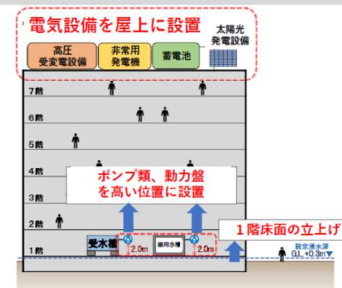 電気設備を屋上に設置
太陽光
発電設備
高圧
受変電設備
非常用
発電機
蓄電池
7階
6階
5階
4階
3階
2階
1階
ポンプ類、動力盤
を高い位置に設置
1階床面の立上げ
受水槽
2.0m
雑用水槽
2.0m
設定浸水深
G.L.+0.3m▼